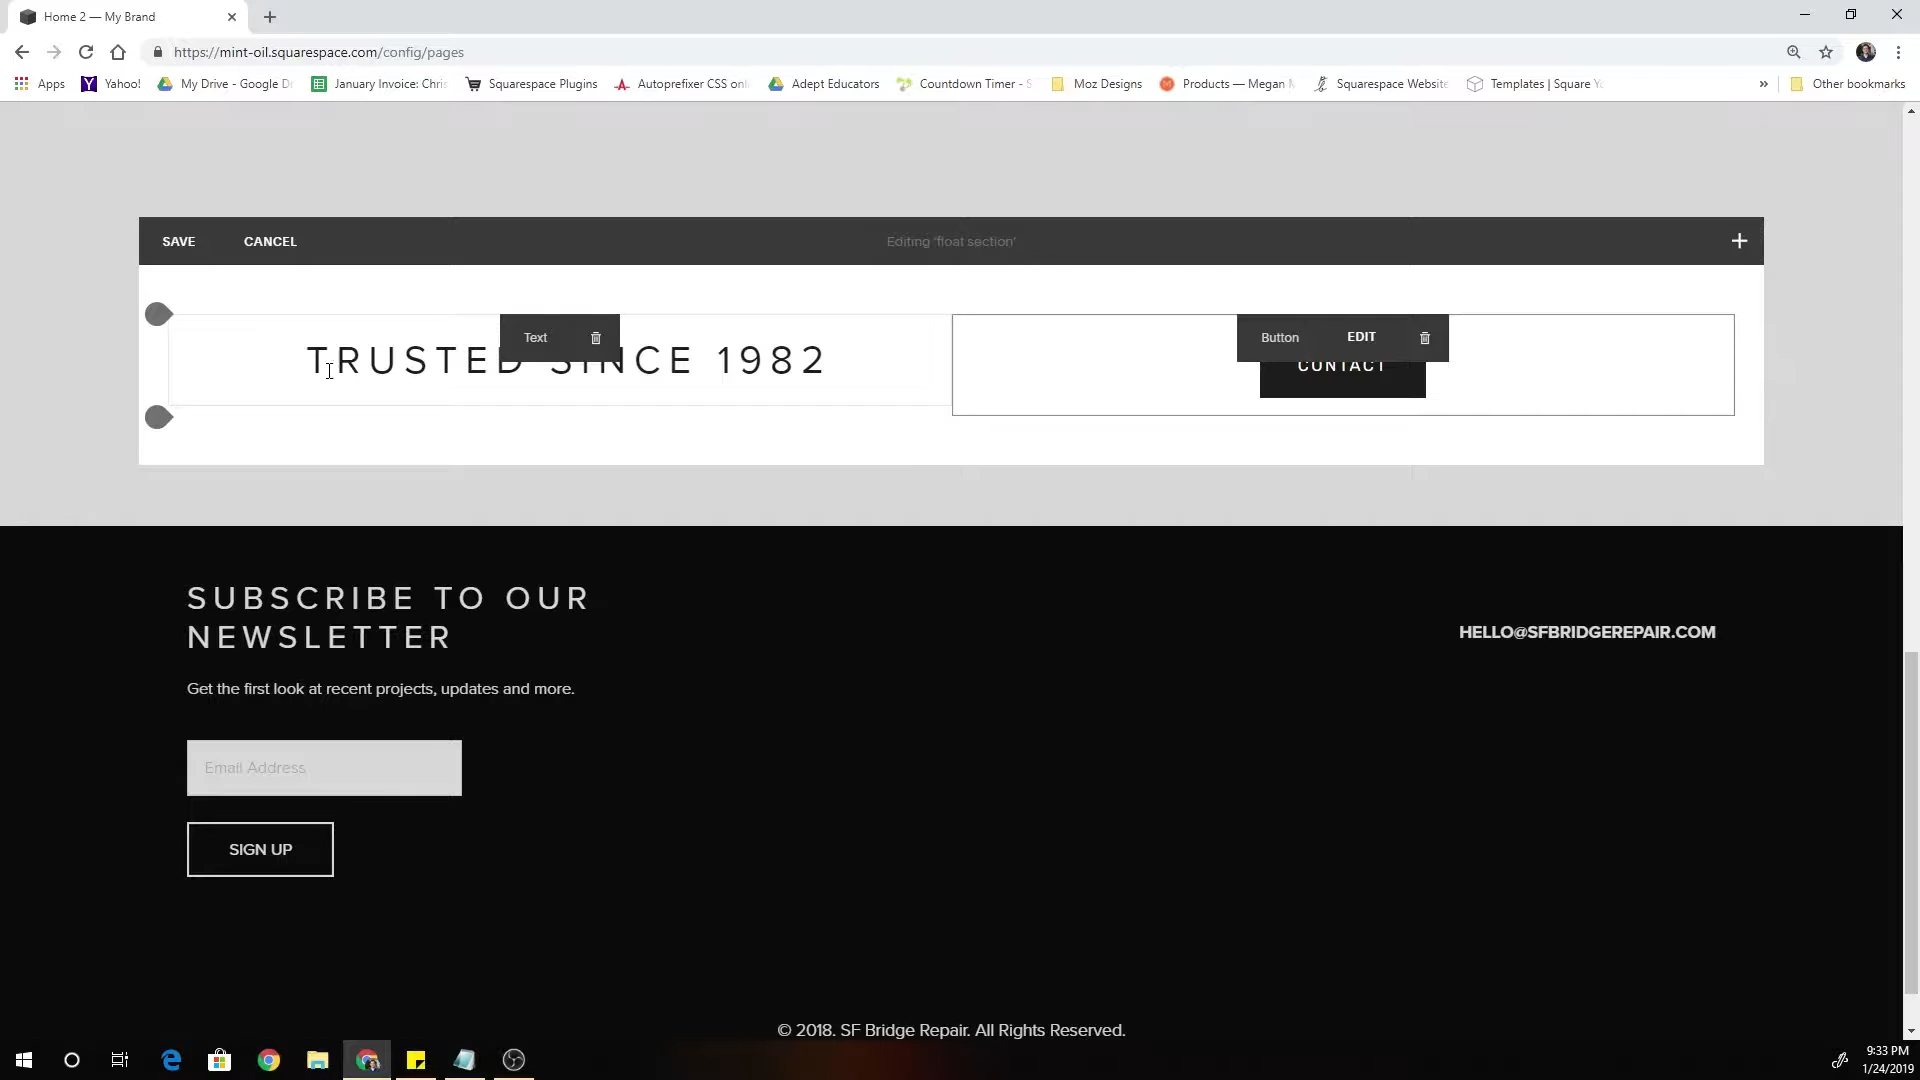 Home 2 — My Brand
https://mint-oil.squarespace.com/config/pages
Apps
Yahoo!
My Drive - Google Dr
January Invoice: Chris
Squarespace Plugins
Autoprefixer CSS onl
Adept Educators
Countdown Timer - S
Moz Designs
Products — Megan M
Squarespace Website
Templates | Square Yo
»
Other bookmarks
SAVE
CANCEL
Editing 'float section'
Text
Button
EDIT
TRUSTED SINCE 1982
CONTACT
SUBSCRIBE TO OUR
NEWSLETTER
HELLO@SFBRIDGEREPAIR.COM
Get the first look at recent projects, updates and more.
Email Address
SIGN UP
© 2018. SF Bridge Repair. All Rights Reserved.
9:33 PM
1/24/2019